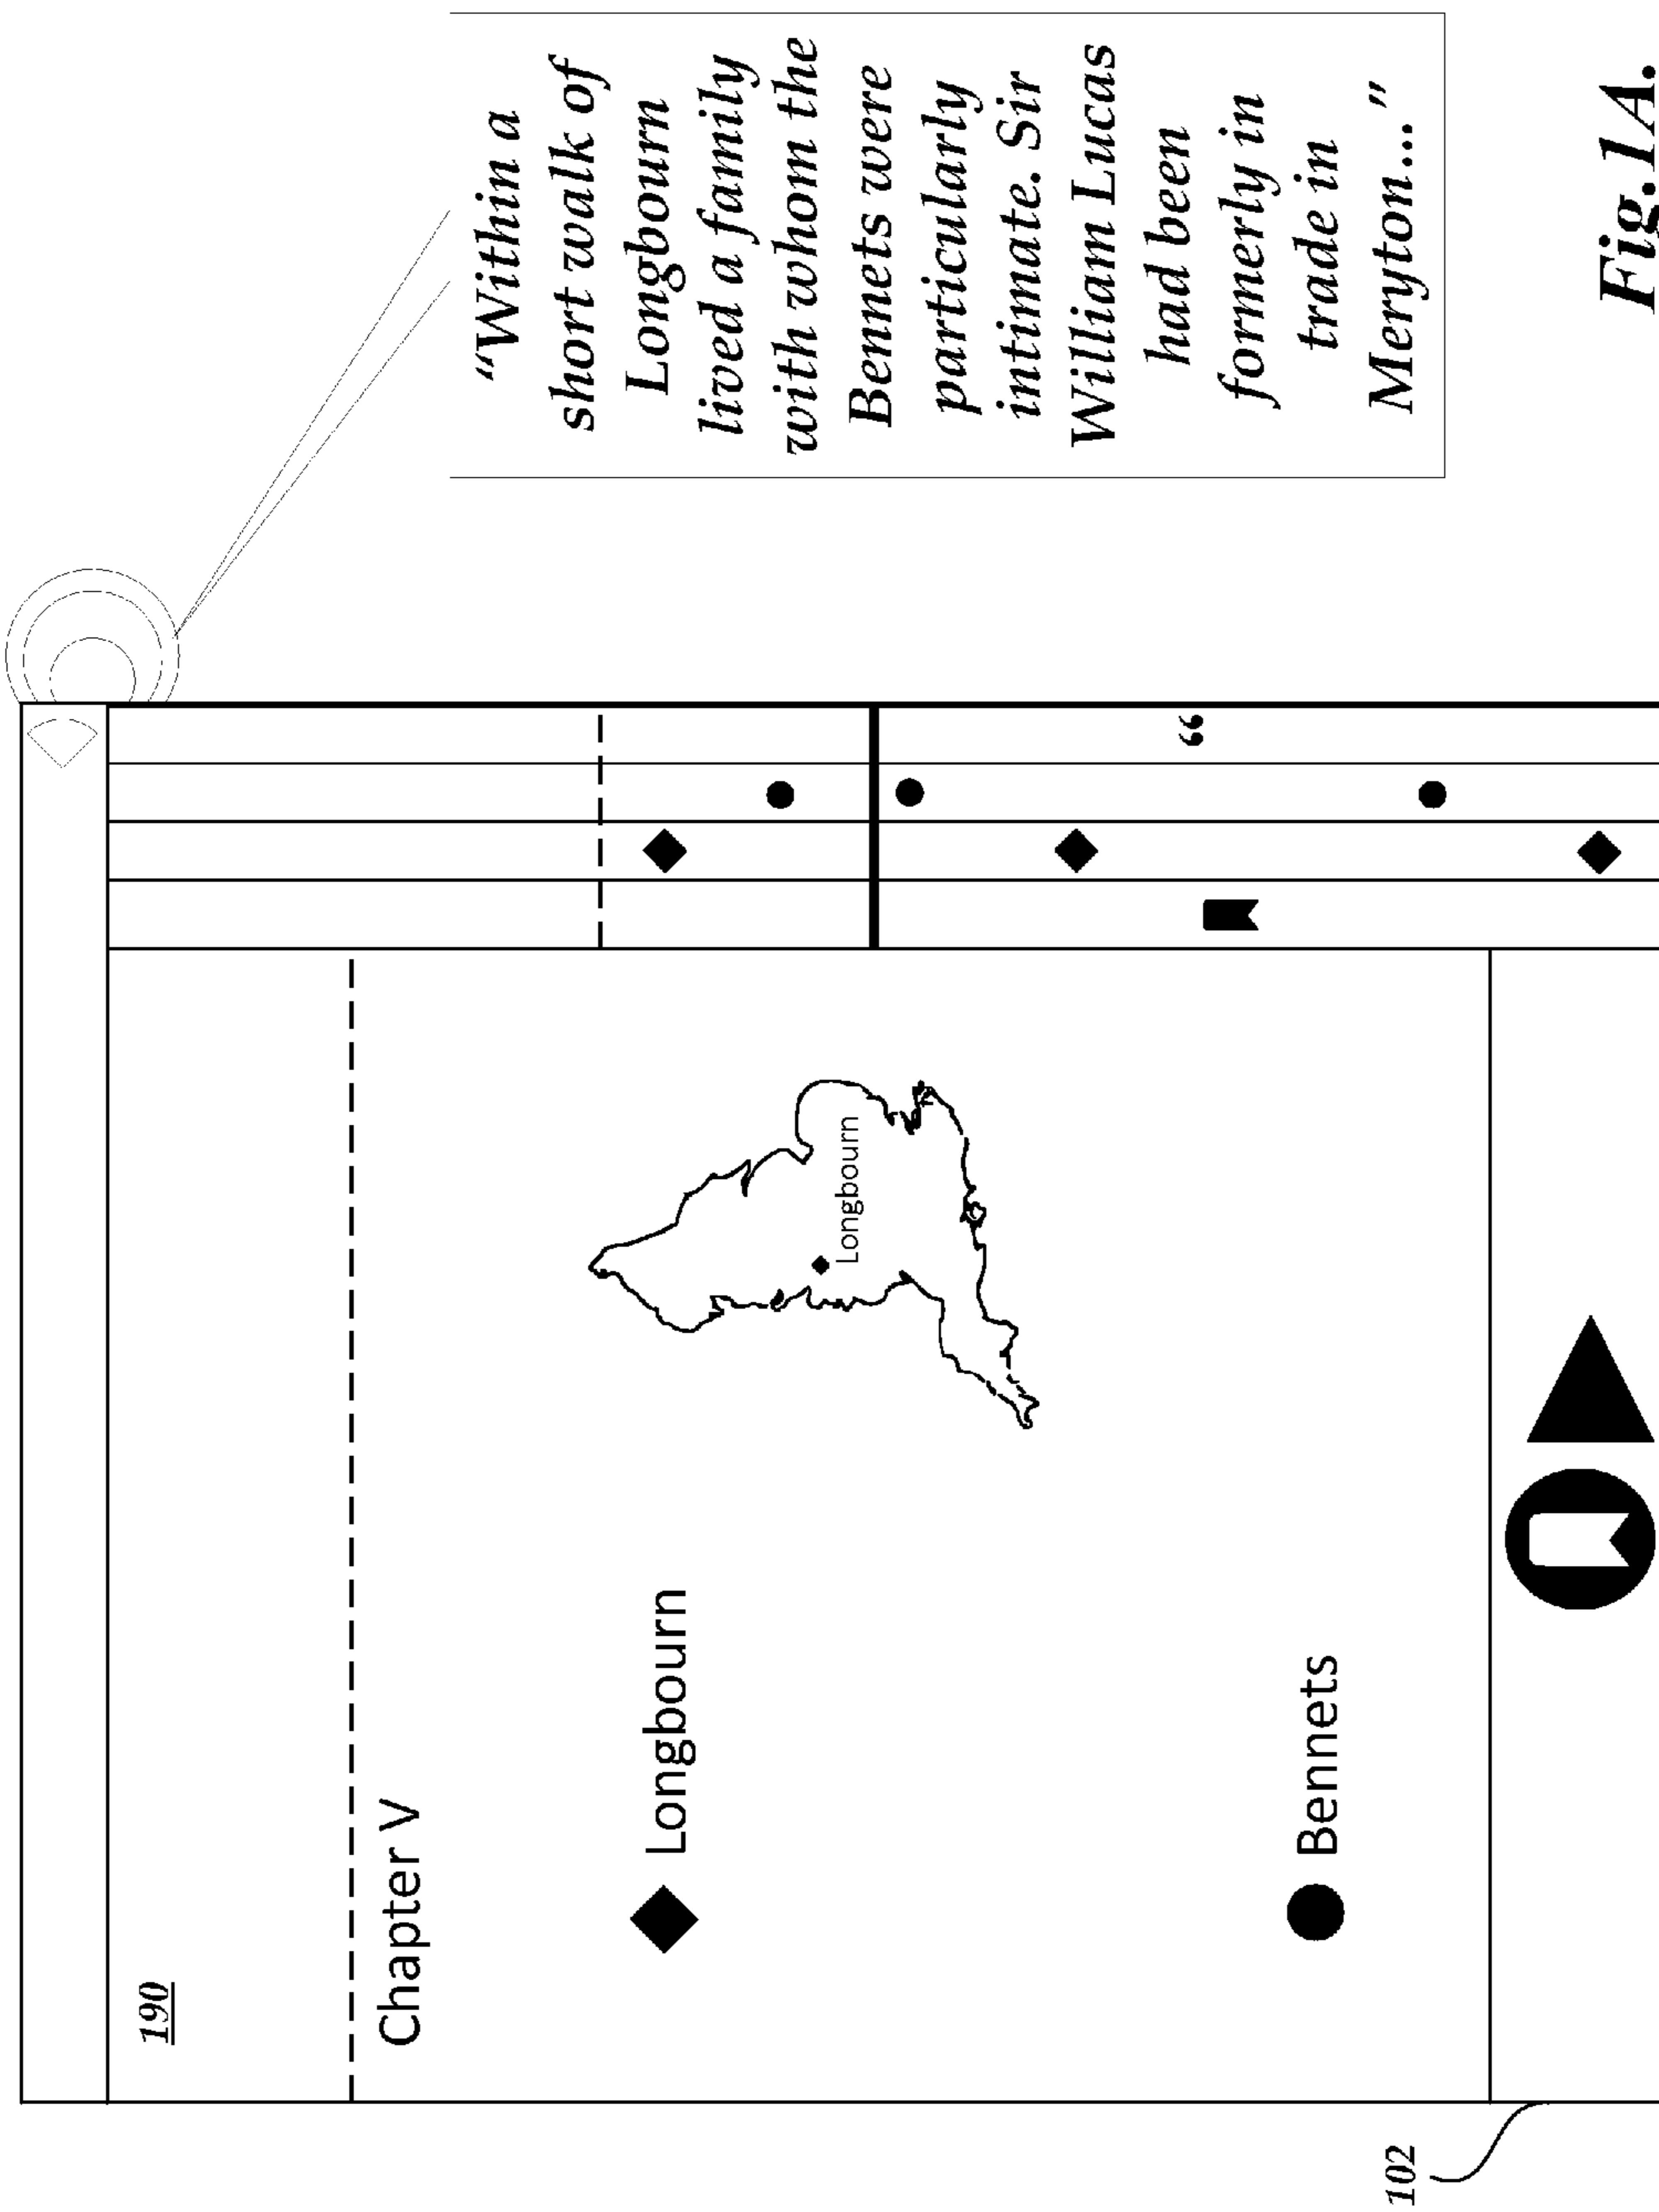 190
Chapter V
Longbourn
Longbourn
Bennets
102
“
“Within a
short walk of
Longbourn
lived a family
with whom the
Bennets were
particularly
intimate. Sir
William Lucas
had been
formerly in
trade in
Meryton...”
Fig.1A.